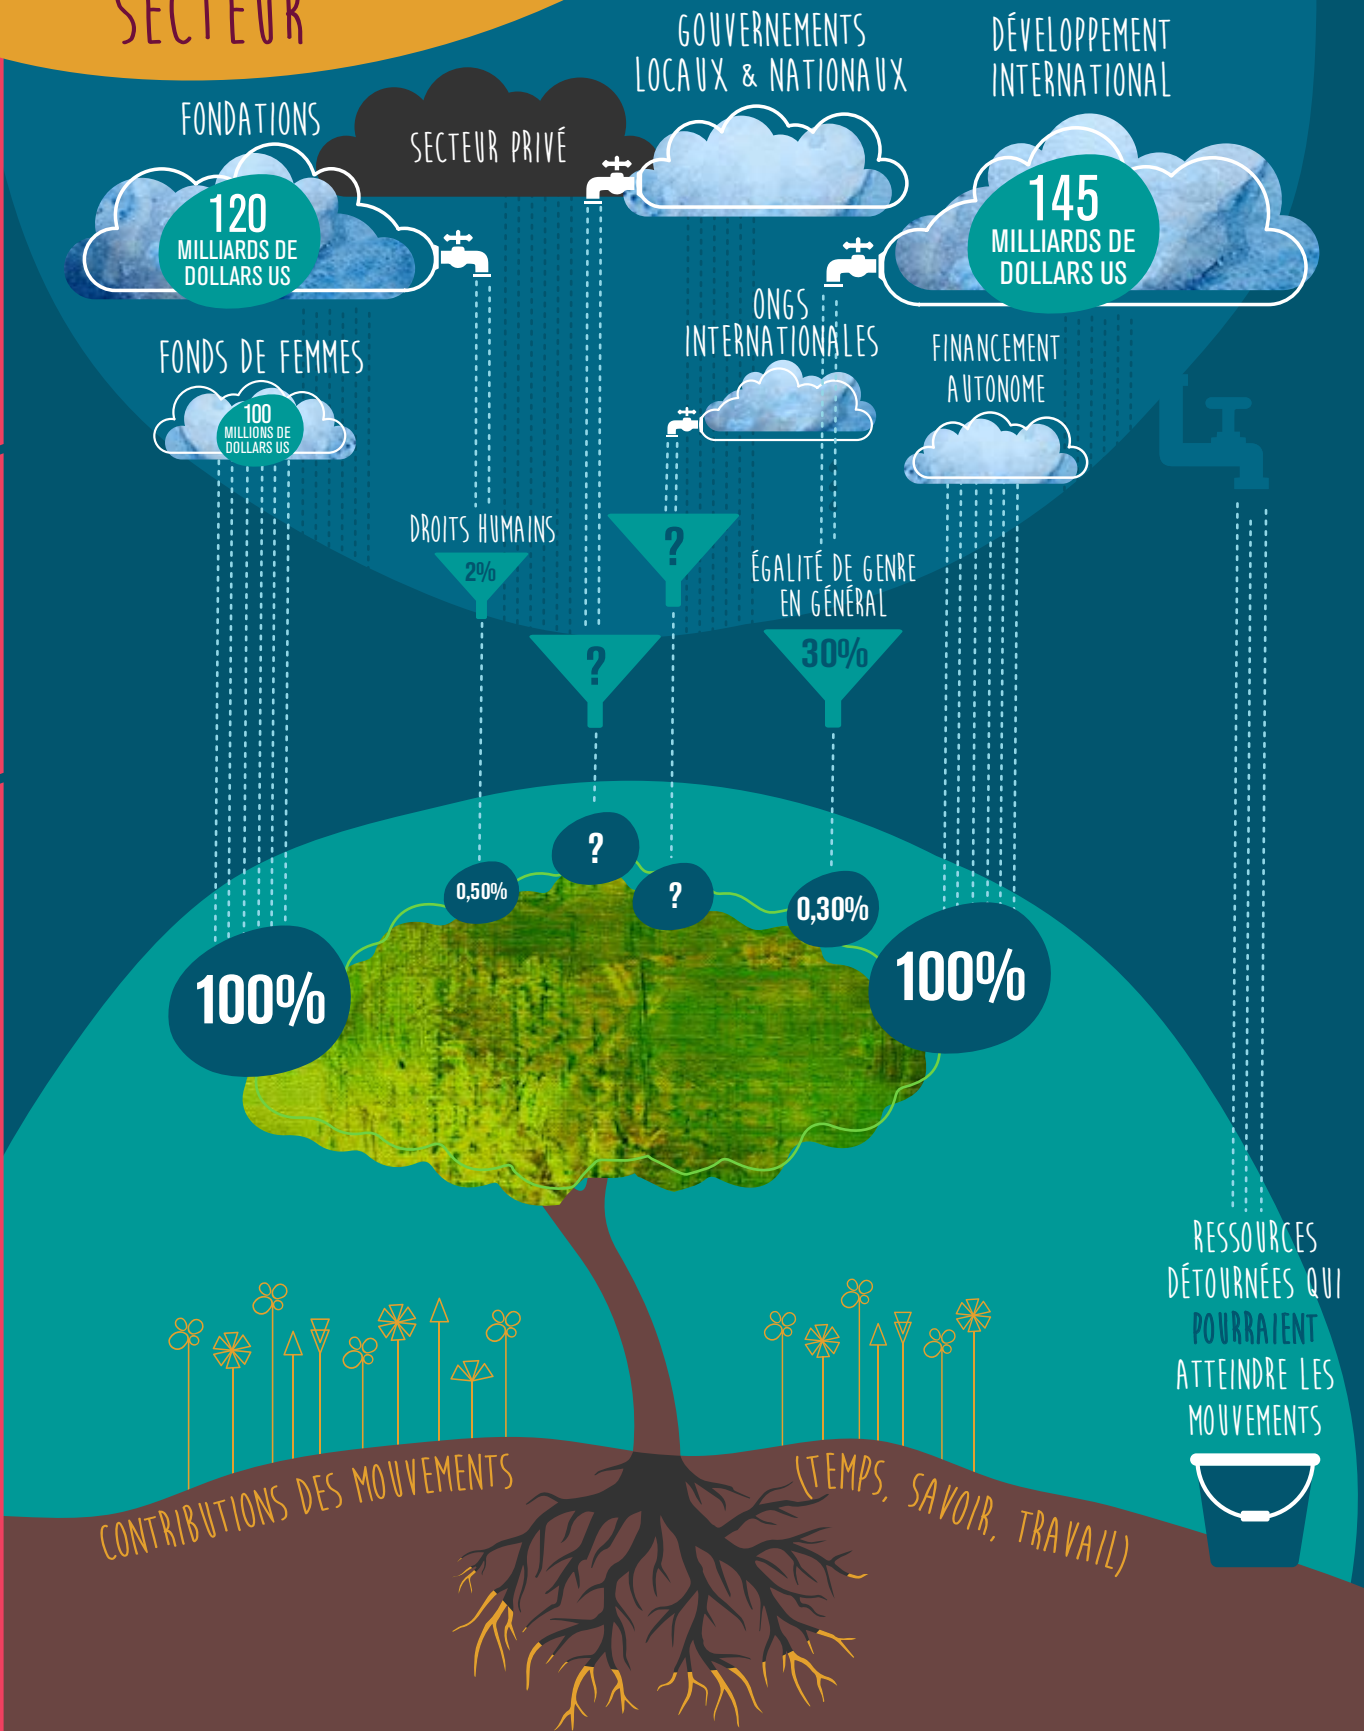 SECTEUR
FONDATIONS
120
MILLIARDS DE
DOLLARS US
SECTEUR PRIVÉ
GOUVERNEMENTS
LOCAUX & NATIONAUX
DÉVELOPPEMENT
INTERNATIONAL
145
MILLIARDS DE
DOLLARS US
FONDS DE FEMMES
100
MILLIONS DE
DOLLARS US
ONGS
INTERNATIONALES
FINANCEMENT
AUTONOME
DROITS HUMAINS
2%
?
?
ÉGALITÉ DE GENRE
EN GÉNÉRAL
30%
100%
0,50%
?
?
0,30%
100%
RESSOURCES
DÉTOURNÉES QUI
POURRAIENT
ATTEINDRE LES
MOUVEMENTS
CONTRIBUTIONS DES MOUVEMENTS
(TEMPS, SAVOIR, TRAVAIL)